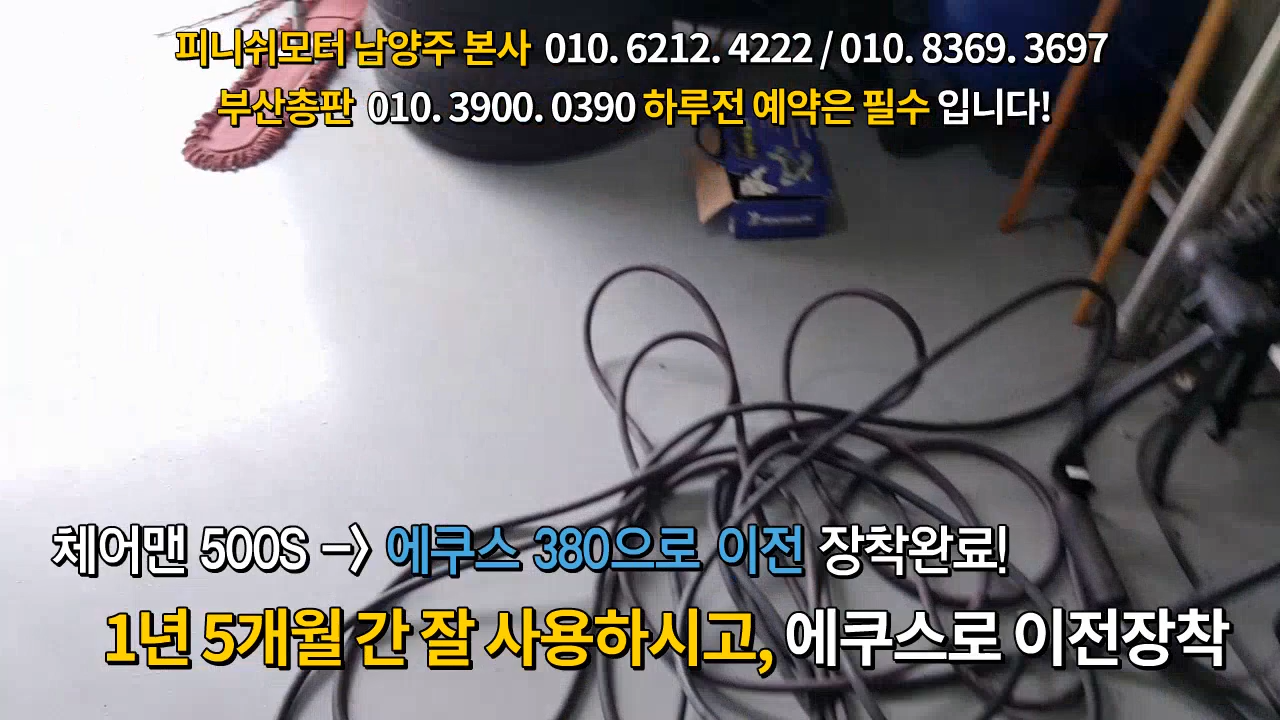 피니쉬모터 남양주 본사 010. 6212. 4222 / 010. 8369. 3697
부산총판 010. 3900. 0390 하루전 예약은 필수 입니다!
체어맨 500S -> 에쿠스 380으로 이전 장착완료!
1년 5개월 간 잘 사용하시고, 에쿠스로 이전장착